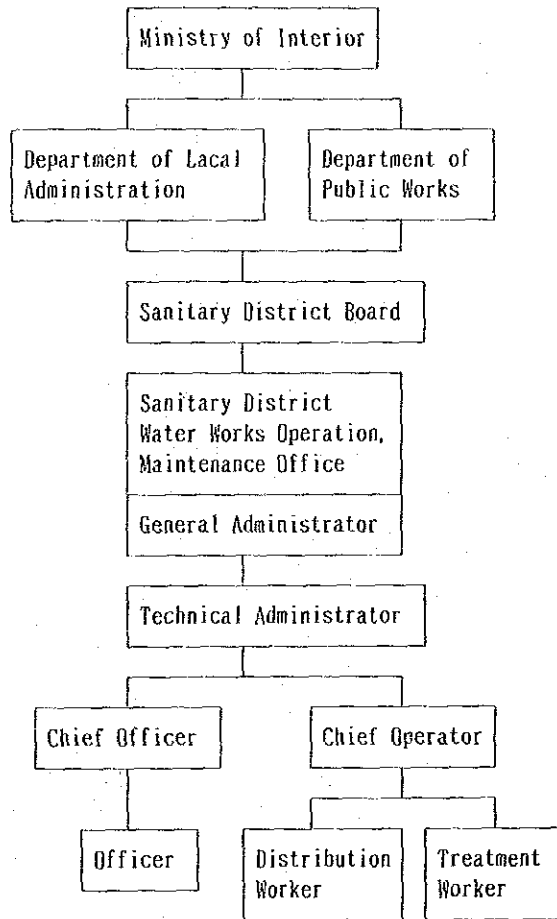 Ministry of Interior
Department of Lacal
Administration
Department of
Public Works
Sanitary District Board
Sanitary District
Water Works Operation,
Maintenance Office
General Administrator
Technical Administrator
Chief Officer
Chief Operator
Officer
Distribution
Worker
Treatment
Worker